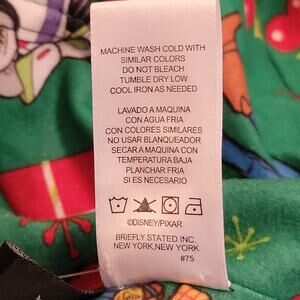 MACHINE WASH COLD WITH
SIMILAR COLORS
DO NOT BLEACH
TUMBLE DRY LOW
COOL IRON AS NEEDED
LAVADO A MAQUINA
CON AGUA FRIA
CON COLORES SIMILARES
NO USAR BLANQUEADOR
SECAR A MAQUINA CON
TEMPERATURA BAJA
PLANCHAR FRIA
SI ES NECESARIO
©DISNEY/PIXAR
BRIEFLY STATED INC.
NEW YORK,NEW YORK
#75